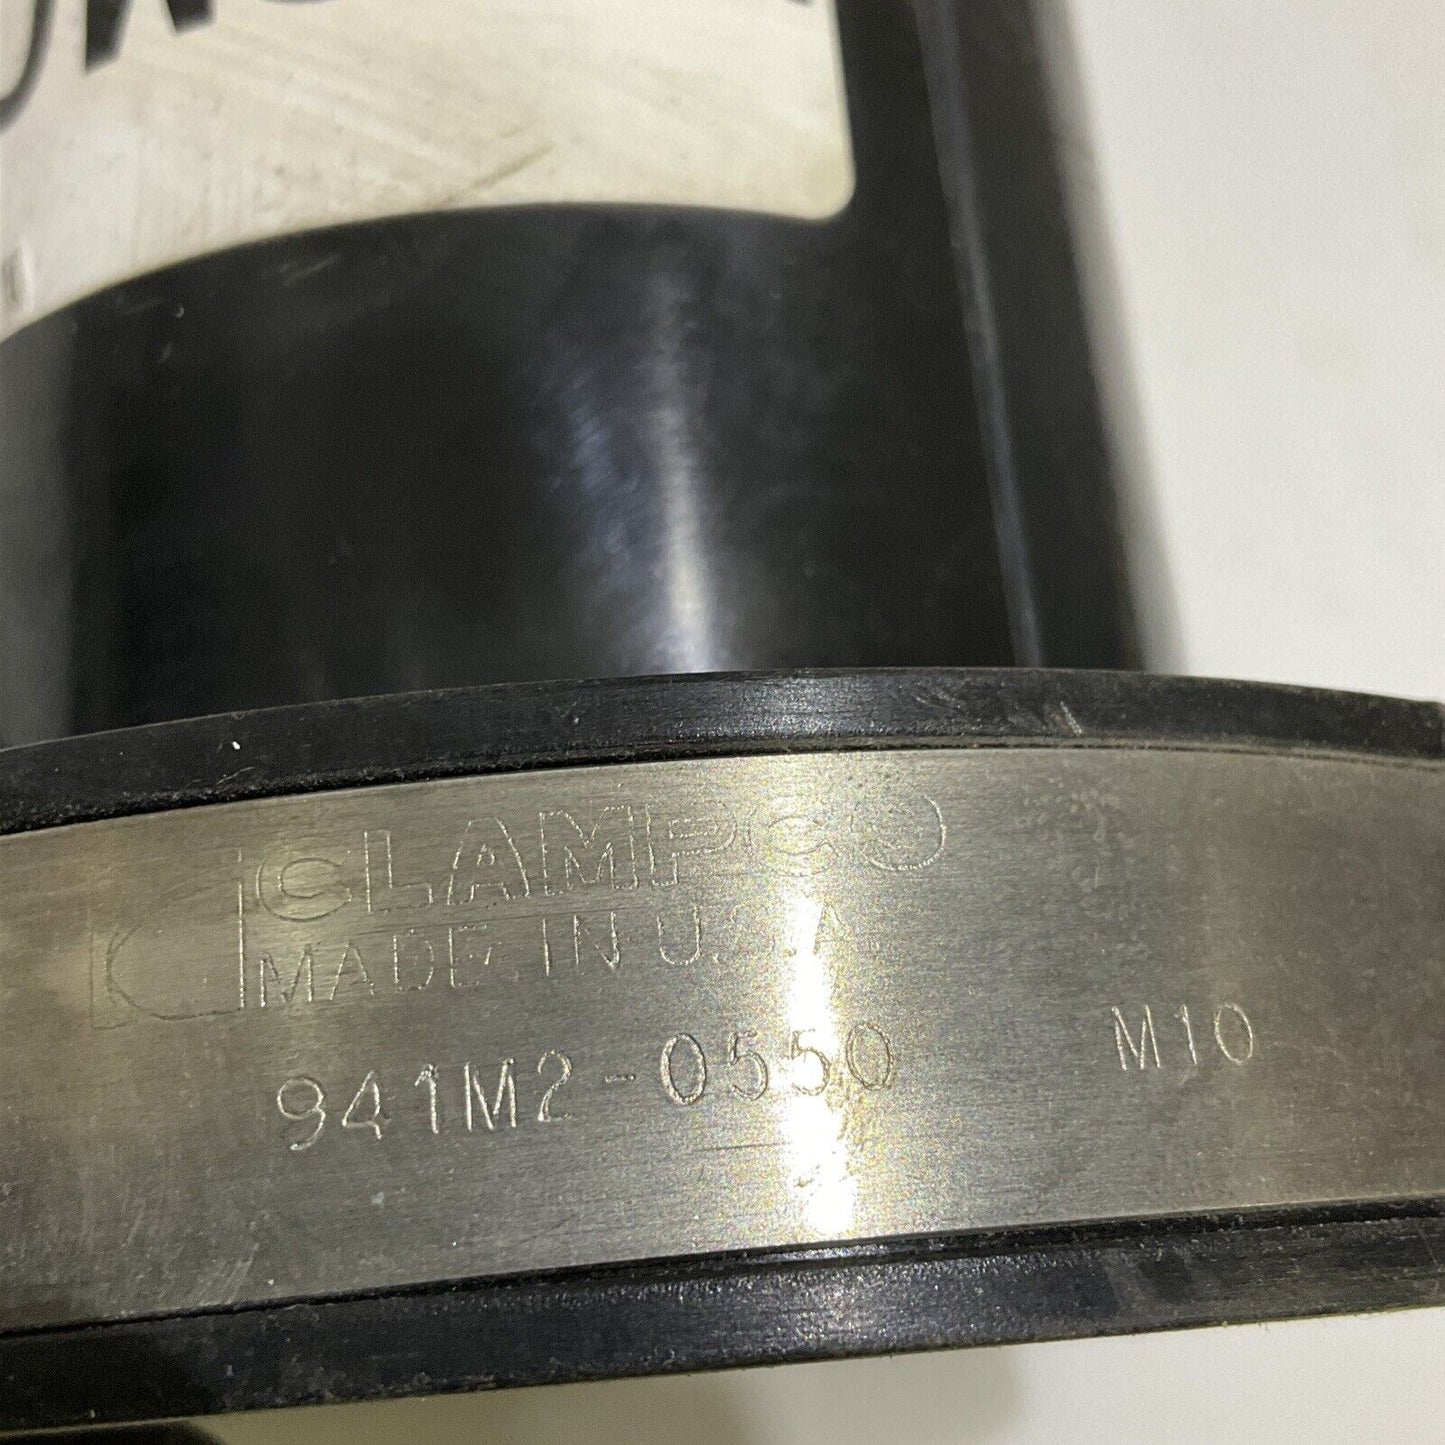 CLAMPCO
MADE IN U.S.A.
941M2-0550 M10